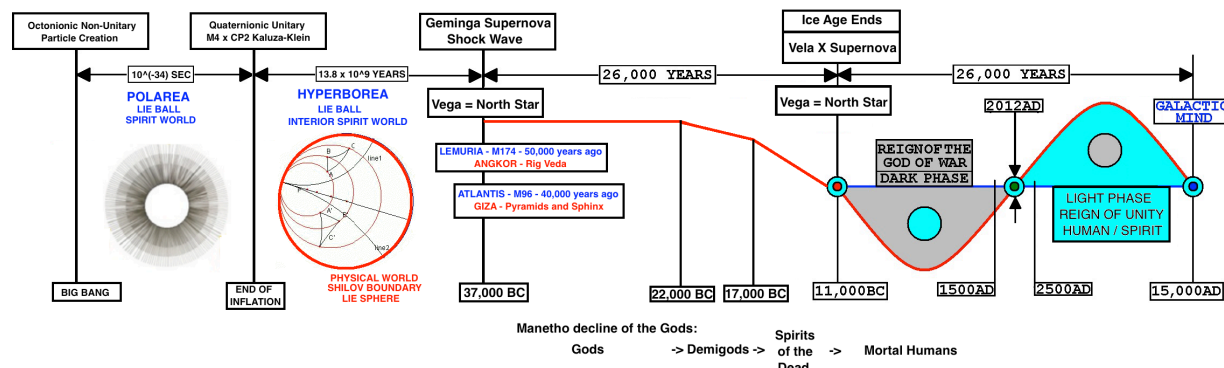 Octonionic Non-Unitary
Particle Creation
Quaternionic Unitary
M4 x CP2 Kaluza-Klein
Geminga Supernova
Shock Wave
Ice Age Ends
Vela X Supernova
10^(-34) SEC
13.8 x 10^9 YEARS
26,000 YEARS
26,000 YEARS
POLAREA
LIE BALL
SPIRIT WORLD
HYPERBOREA
LIE BALL
INTERIOR SPIRIT WORLD
Vega = North Star
Vega = North Star
2012AD
GALACTIC
MIND
LEMURIA - M174 - 50,000 years ago
ANGKOR - Rig Veda
ATLANTIS - M96 - 40,000 years ago
GIZA - Pyramids and Sphinx
REIGN OF THE
GOD OF WAR
DARK PHASE
LIGHT PHASE
REIGN OF UNITY
HUMAN / SPIRIT
B
C
line1
A
P
A'
B'
C'
line2
PHYSICAL WORLD
SHILOV BOUNDARY
LIE SPHERE
BIG BANG
END OF
INFLATION
37,000 BC
22,000 BC
17,000 BC
11,000BC
1500AD
2500AD
15,000AD
Manetho decline of the Gods:
Gods -> Demigods -> Spirits
of the
Dead -> Mortal Humans